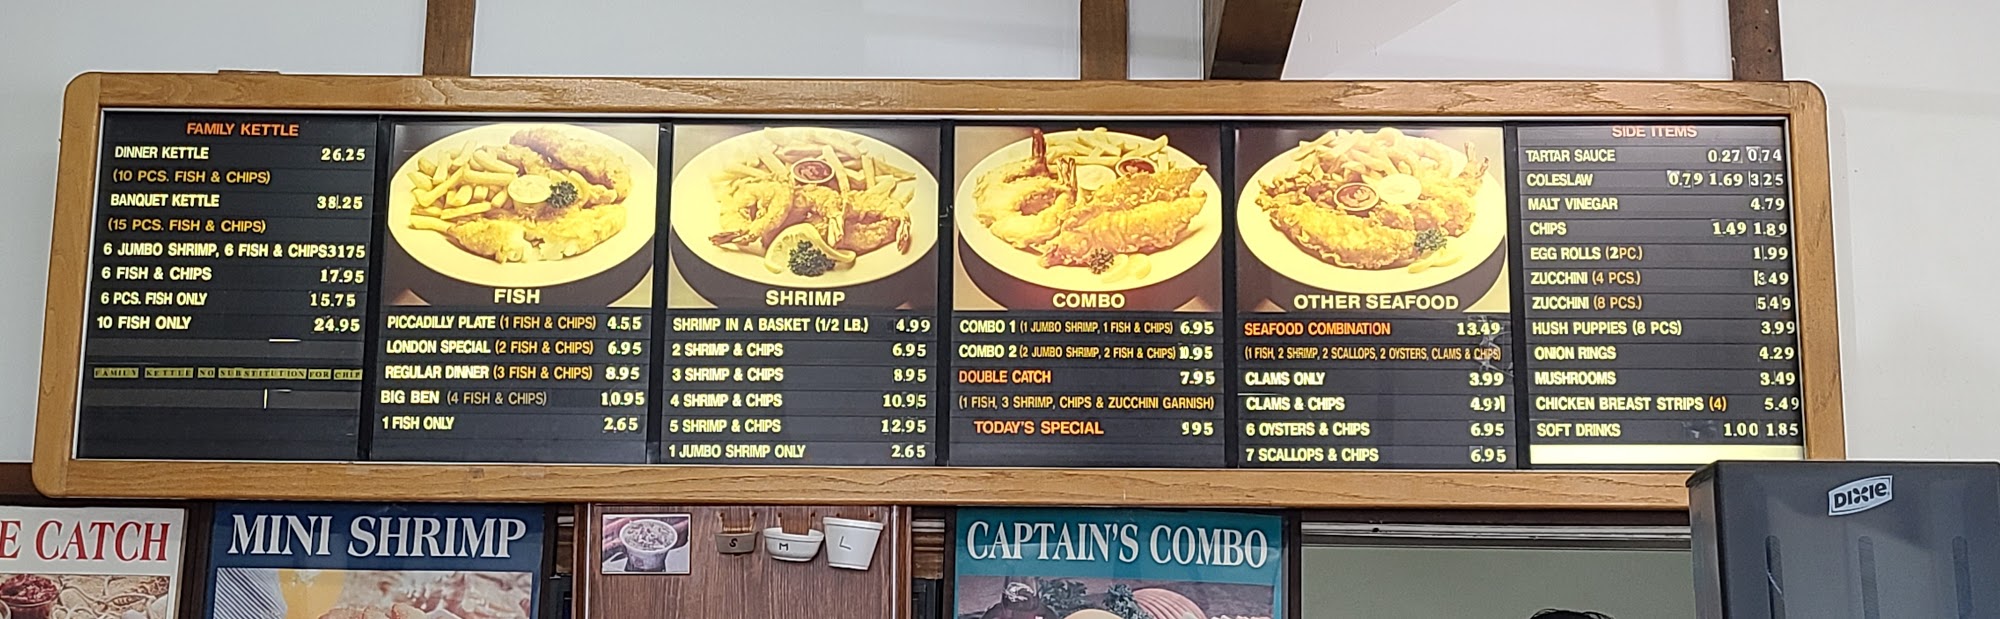 FAMILY KETTLE
DINNER KETTLE 26.25
(10 PCS. FISH & CHIPS)
BANQUET KETTLE 38.25
(15 PCS. FISH & CHIPS)
6 JUMBO SHRIMP, 6 FISH & CHIPS3175
6 FISH & CHIPS 17.95
6 PCS. FISH ONLY 15.75
10 FISH ONLY 24.95
FAMILY KETTLE NO SUBSTITUTION FOR CHIP
FISH
PICCADILLY PLATE (1 FISH & CHIPS) 4.55
LONDON SPECIAL (2 FISH & CHIPS) 6.95
REGULAR DINNER (3 FISH & CHIPS) 8.95
BIG BEN (4 FISH & CHIPS) 10.95
1 FISH ONLY 2.65
SHRIMP
SHRIMP IN A BASKET (1/2 LB.) 4.99
2 SHRIMP & CHIPS 6.95
3 SHRIMP & CHIPS 8.95
4 SHRIMP & CHIPS 10.95
5 SHRIMP & CHIPS 12.95
1 JUMBO SHRIMP ONLY 2.65
COMBO
COMBO 1 (1 JUMBO SHRIMP, 1 FISH & CHIPS) 6.95
COMBO 2 (2 JUMBO SHRIMP, 2 FISH & CHIPS) 10.95
DOUBLE CATCH 7.95
(1 FISH, 3 SHRIMP, CHIPS & ZUCCHINI GARNISH)
TODAY'S SPECIAL 995
OTHER SEAFOOD
SEAFOOD COMBINATION 13.49
(1 FISH, 2 SHRIMP, 2 SCALLOPS, 2 OYSTERS, CLAMS & CHIPS)
CLAMS ONLY 3.99
CLAMS & CHIPS 4.99
6 OYSTERS & CHIPS 6.95
7 SCALLOPS & CHIPS 6.95
SIDE ITEMS
TARTAR SAUCE 0.27 0.74
COLESLAW 0.79 1.69 3.25
MALT VINEGAR 4.79
CHIPS 1.49 1.89
EGG ROLLS (2PC.) 1.99
ZUCCHINI (4 PCS.) 3.49
ZUCCHINI (8 PCS.) 5.49
HUSH PUPPIES (8 PCS) 3.99
ONION RINGS 4.29
MUSHROOMS 3.49
CHICKEN BREAST STRIPS (4) 5.49
SOFT DRINKS 1.00 1.85
E CATCH
MINI SHRIMP
S M L
CAPTAIN'S COMBO
DIXIE